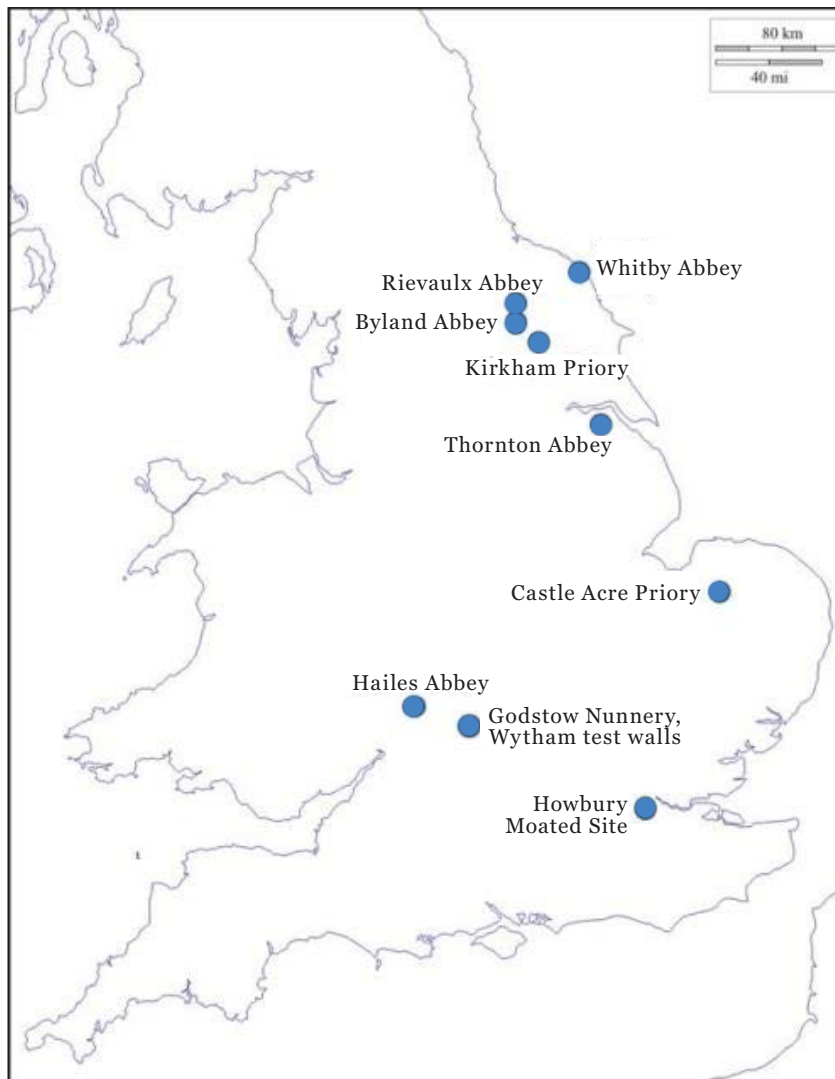 80 km
40 mi
Whitby Abbey
Rievaulx Abbey
Byland Abbey
Kirkham Priory
Thornton Abbey
Castle Acre Priory
Hailes Abbey
Godstow Nunnery,
Wytham test walls
Howbury
Moated Site